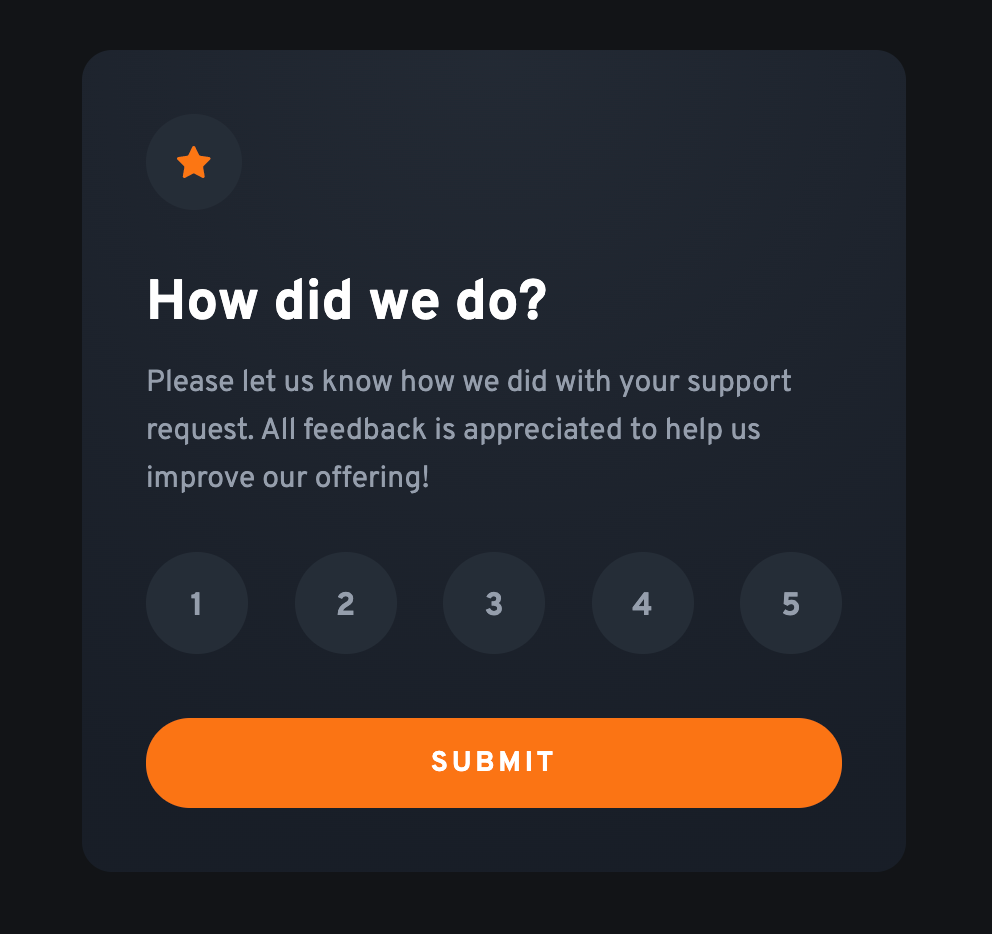 How did we do?
Please let us know how we did with your support
request. All feedback is appreciated to help us
improve our offering!
1 2 3 4 5
SUBMIT